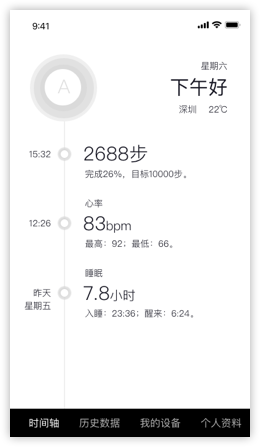 9:41
A
星期六
下午好
深圳 22℃
15:32
2688步
完成26%，目标10000步。
心率
12:26
83bpm
最高：92；最低：66。
睡眠
昨天
星期五
7.8小时
入睡：23:36；醒来：6:24。
时间轴 历史数据 我的设备 个人资料